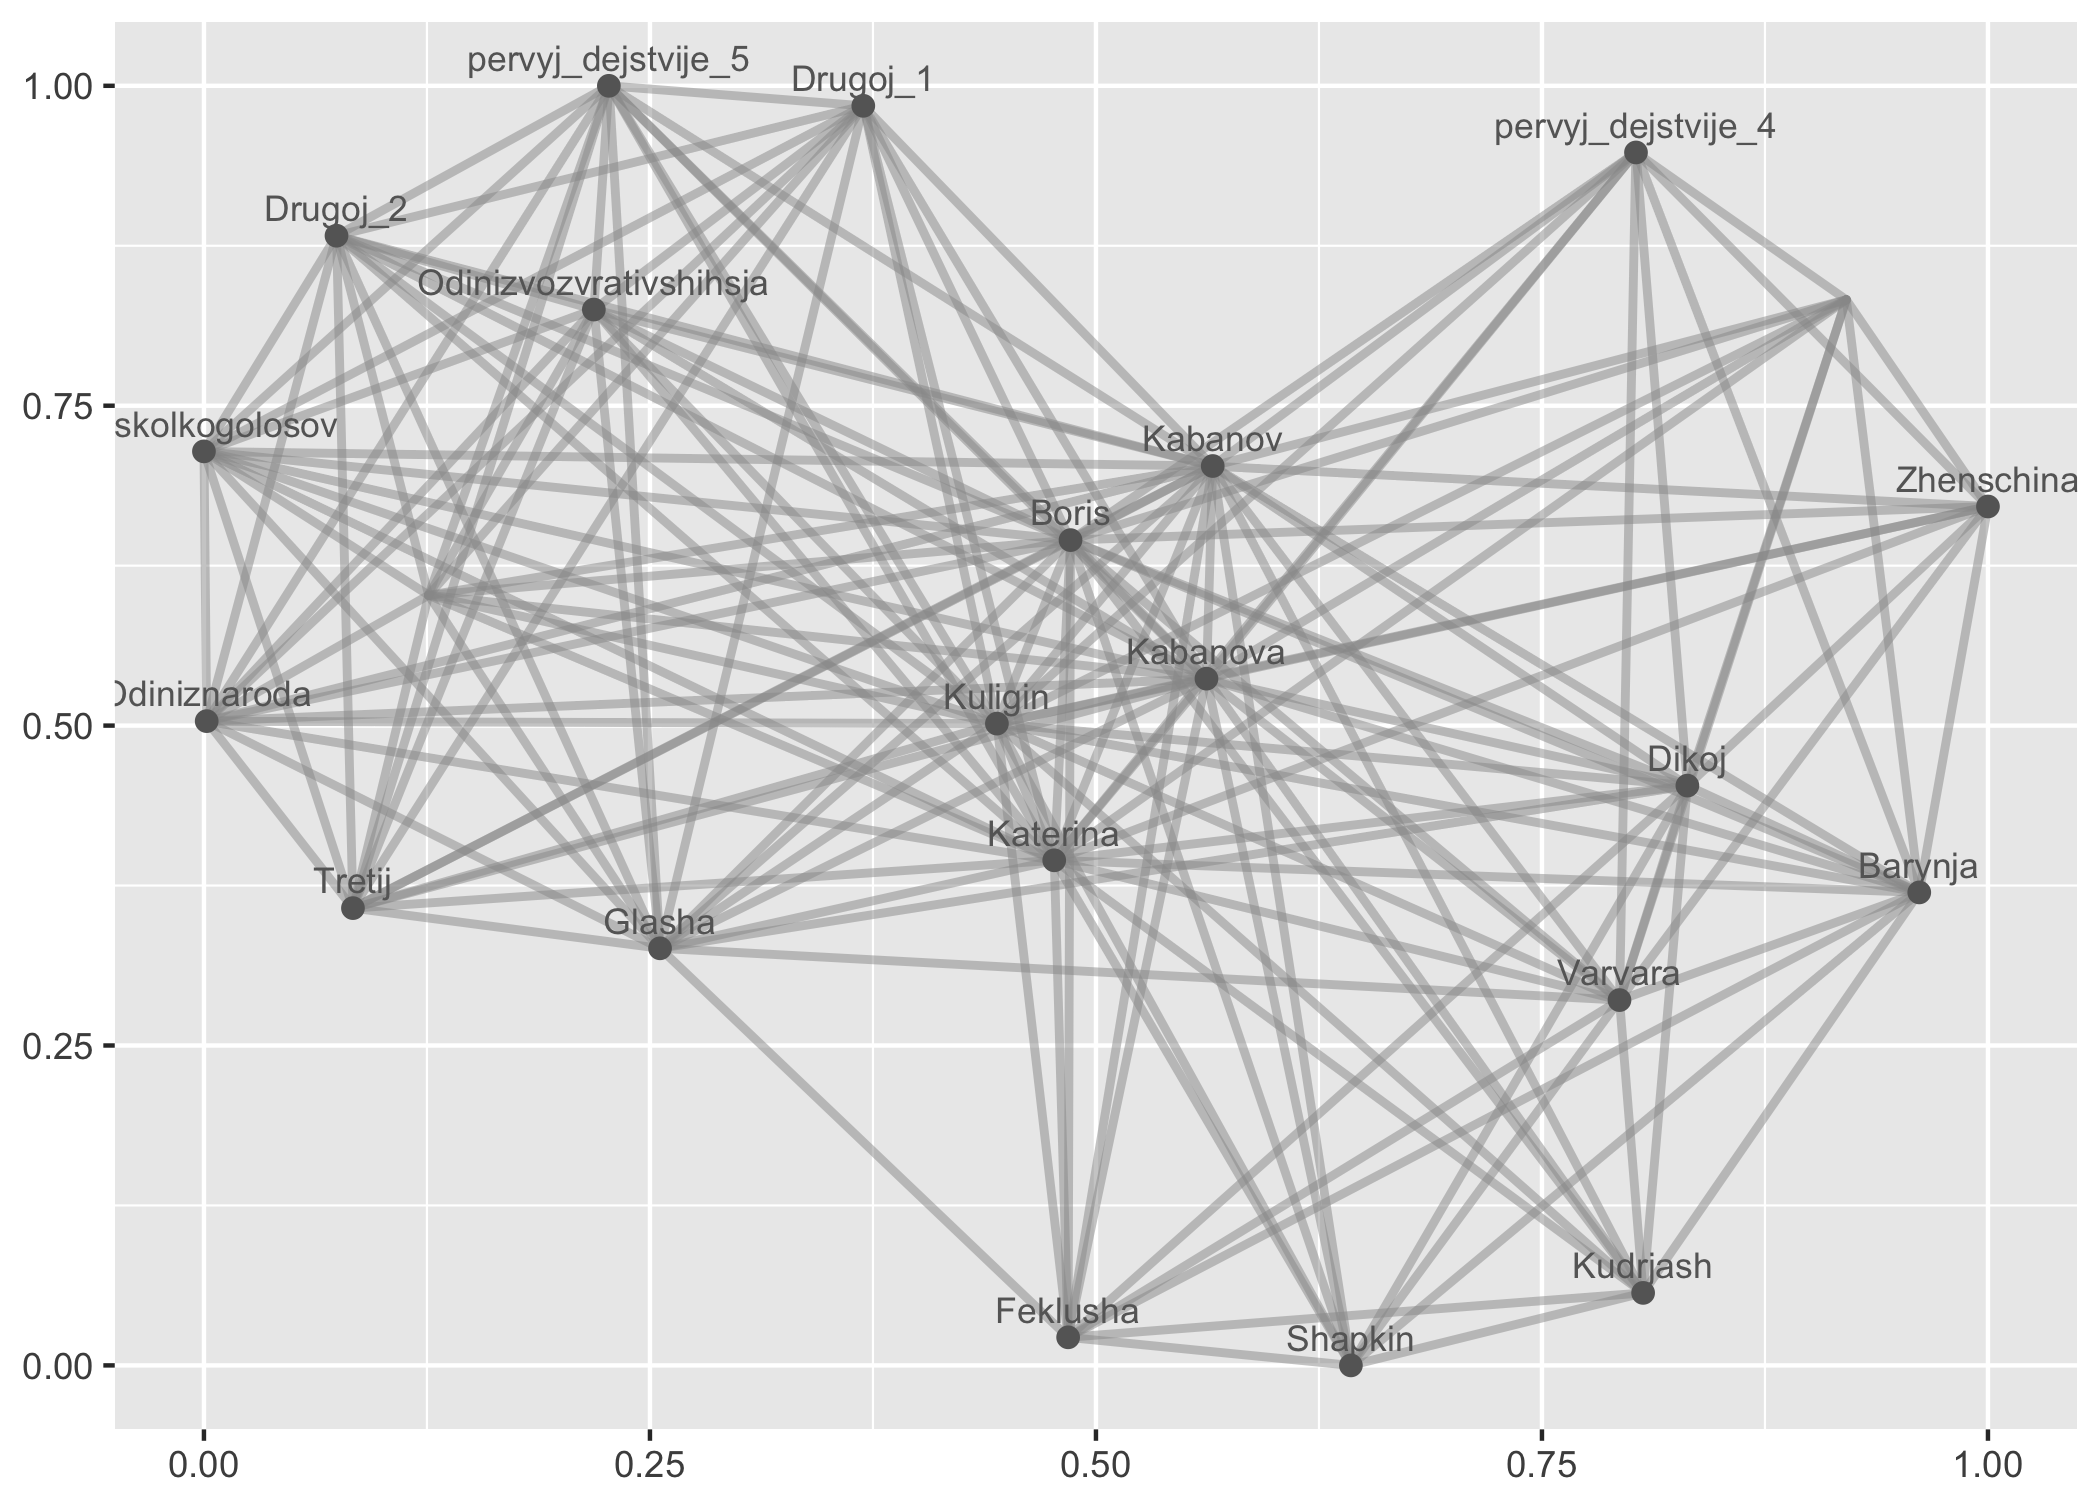 pervyj_dejstvije_5
Drugoj_1
1.00
pervyj_dejstvije_4
Drugoj_2
Odinizvozvrativshihsja
0.75
skolkogolosov
Kabanov
Zhenschina
Boris
Kabanova
Odiniznaroda
Kuligin
0.50
Dikoj
Katerina
Barynja
Tretij
Glasha
Varvara
0.25
Kudrjash
Feklusha
Shapkin
0.00
0.00 0.25 0.50 0.75 1.00